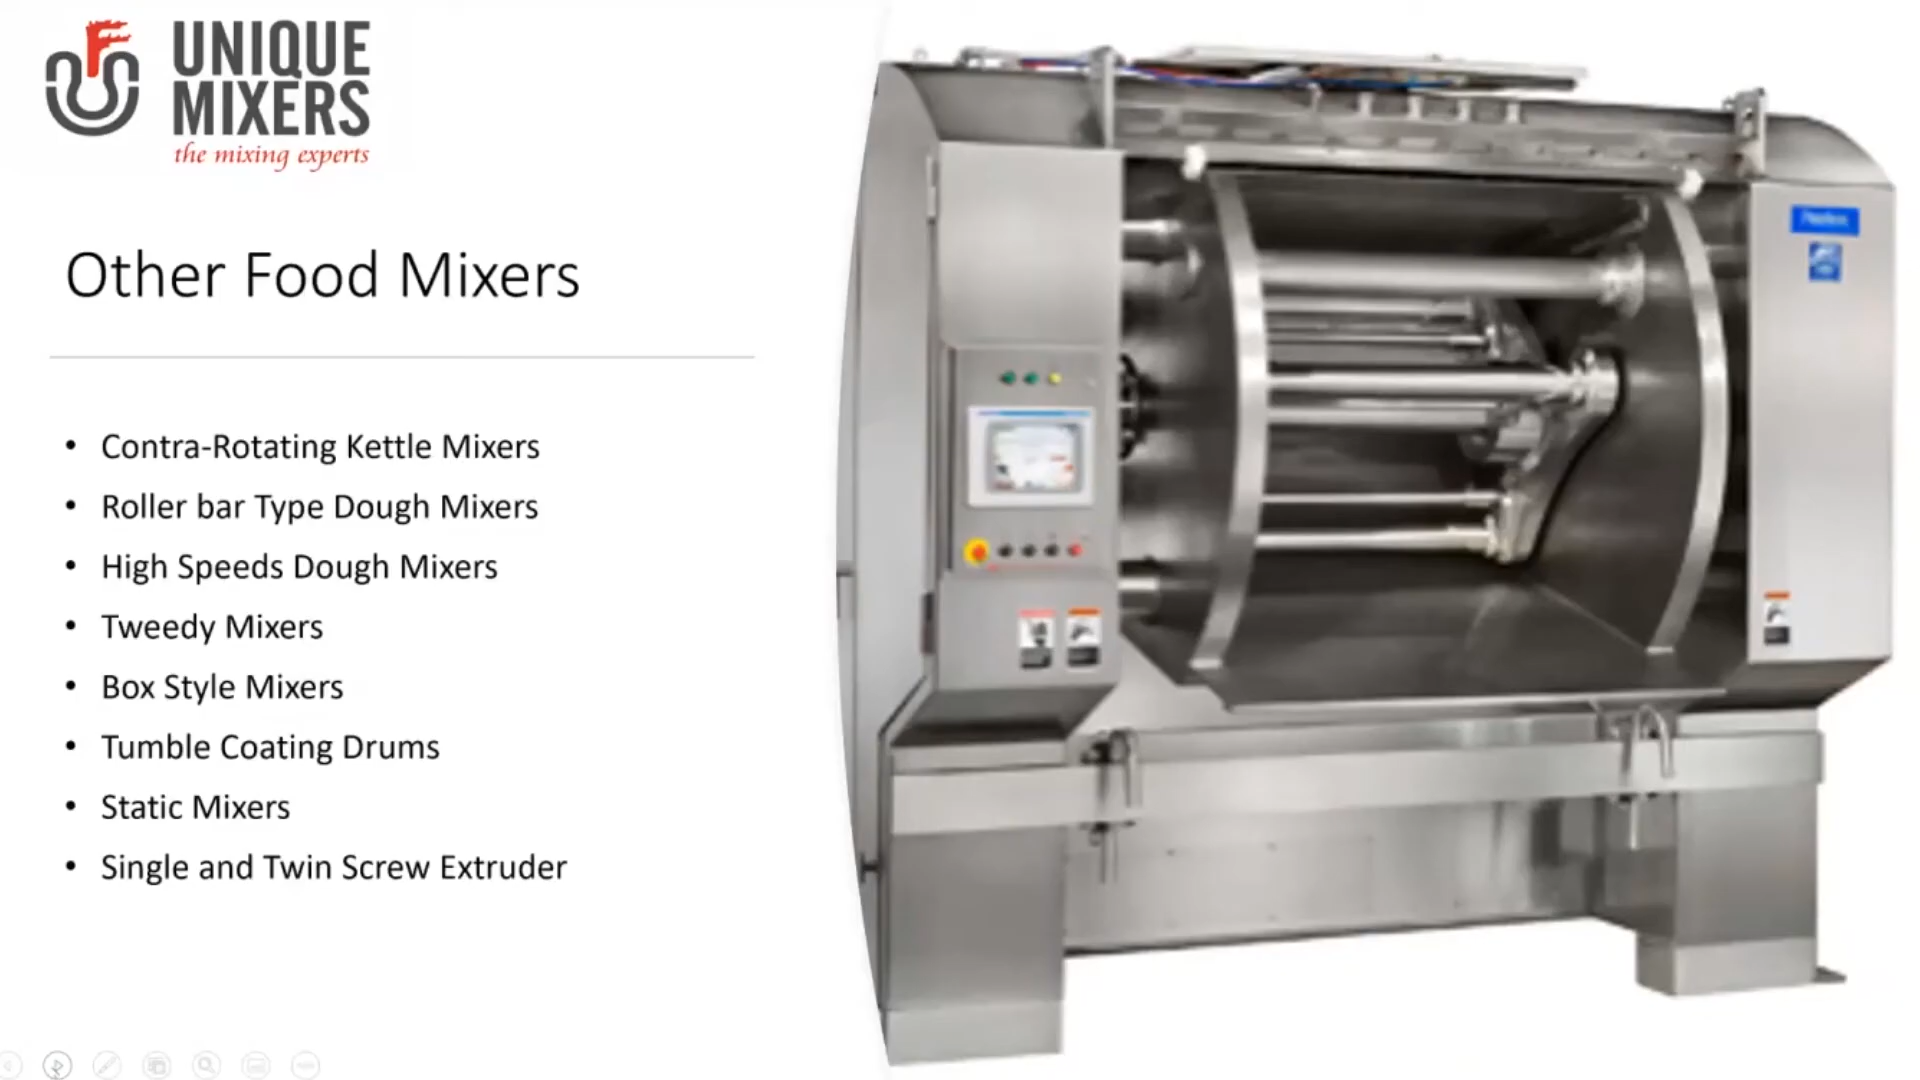 UNIQUE
MIXERS
the mixing experts
Other Food Mixers
• Contra-Rotating Kettle Mixers
• Roller bar Type Dough Mixers
• High Speeds Dough Mixers
• Tweedy Mixers
• Box Style Mixers
• Tumble Coating Drums
• Static Mixers
• Single and Twin Screw Extruder